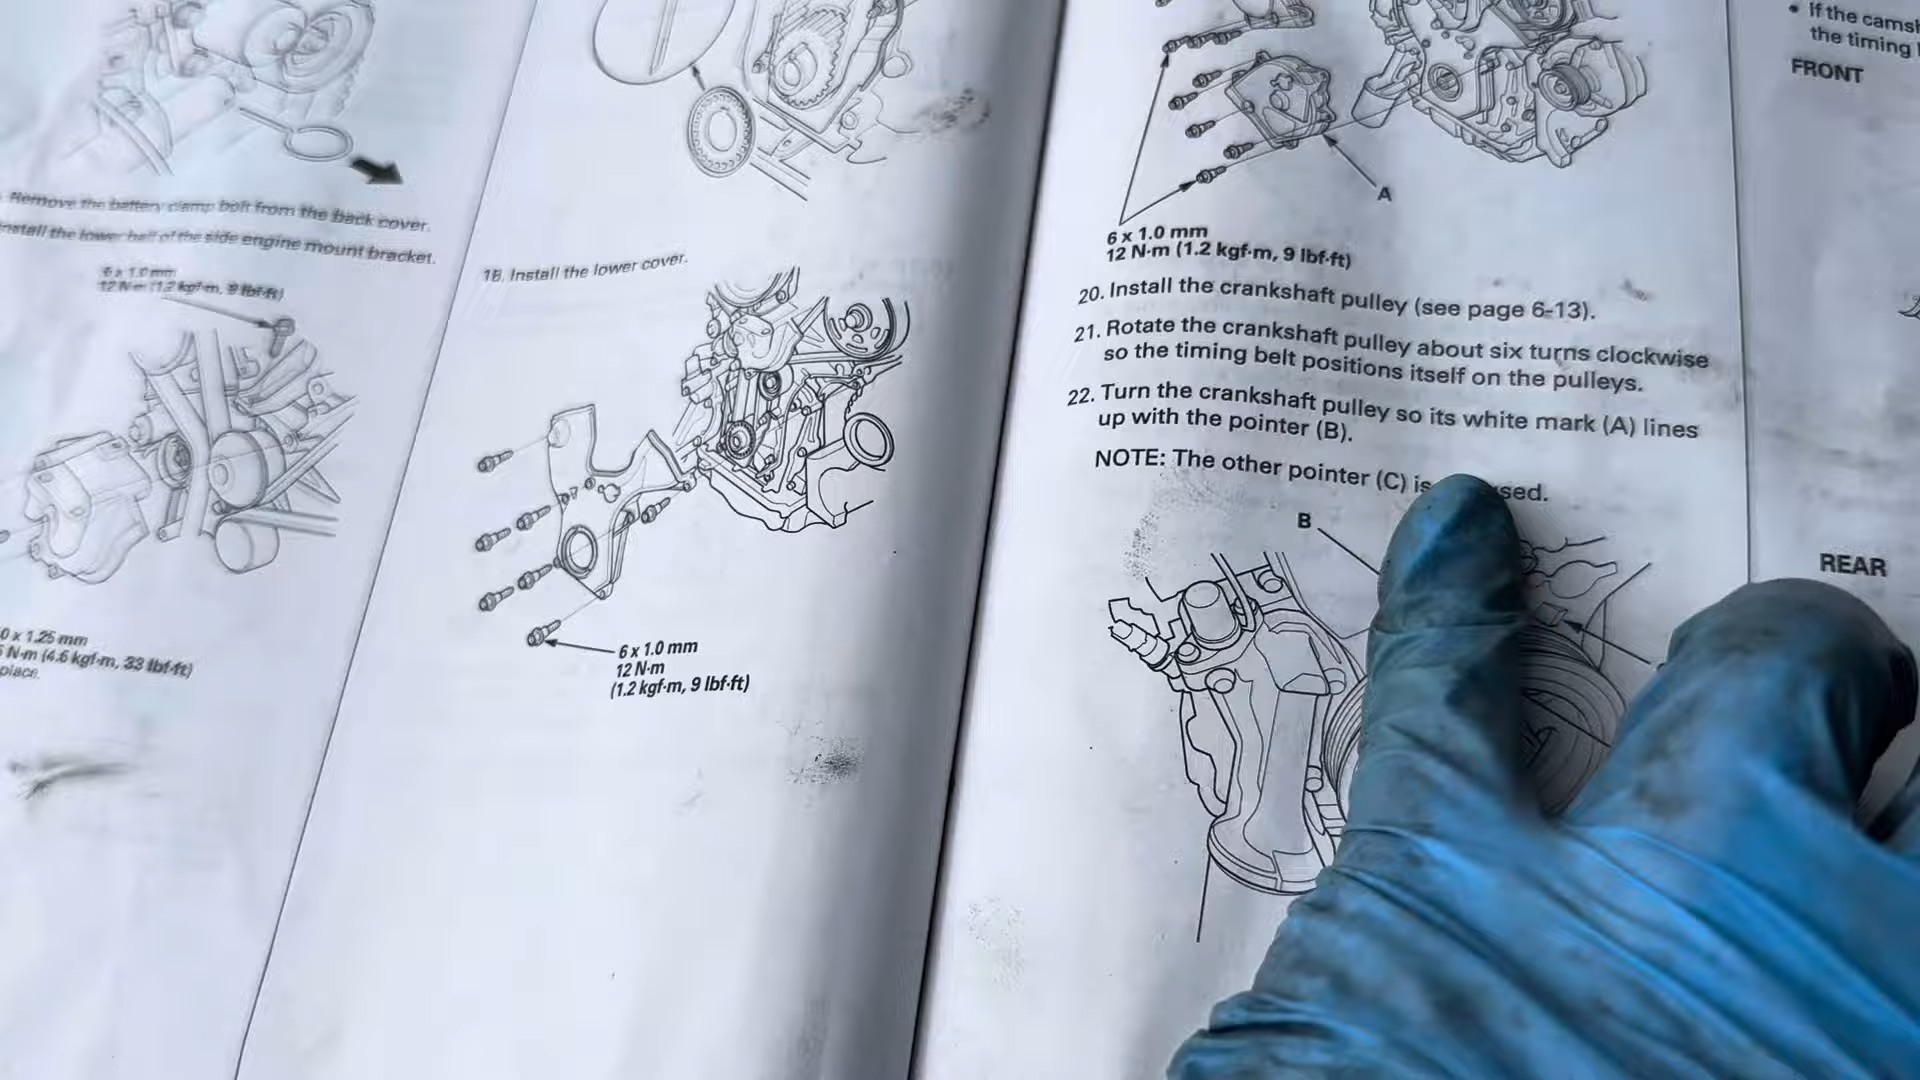 Remove the battery clamp bolt from the back cover.
Install the lower half of the side engine mount bracket.
6 x 1.0 mm
12 N·m (1.2 kgf·m, 9 lbf·ft)
0 x 1.25 mm
N·m (4.6 kgf·m, 33 lbf·ft)
place.
18. Install the lower cover.
6 x 1.0 mm
12 N·m
(1.2 kgf·m, 9 lbf·ft)
A
6 x 1.0 mm
12 N·m (1.2 kgf·m, 9 lbf·ft)
20. Install the crankshaft pulley (see page 6-13).
21. Rotate the crankshaft pulley about six turns clockwise
so the timing belt positions itself on the pulleys.
22. Turn the crankshaft pulley so its white mark (A) lines
up with the pointer (B).
NOTE: The other pointer (C) is sed.
B
• If the camsh
the timing
FRONT
REAR